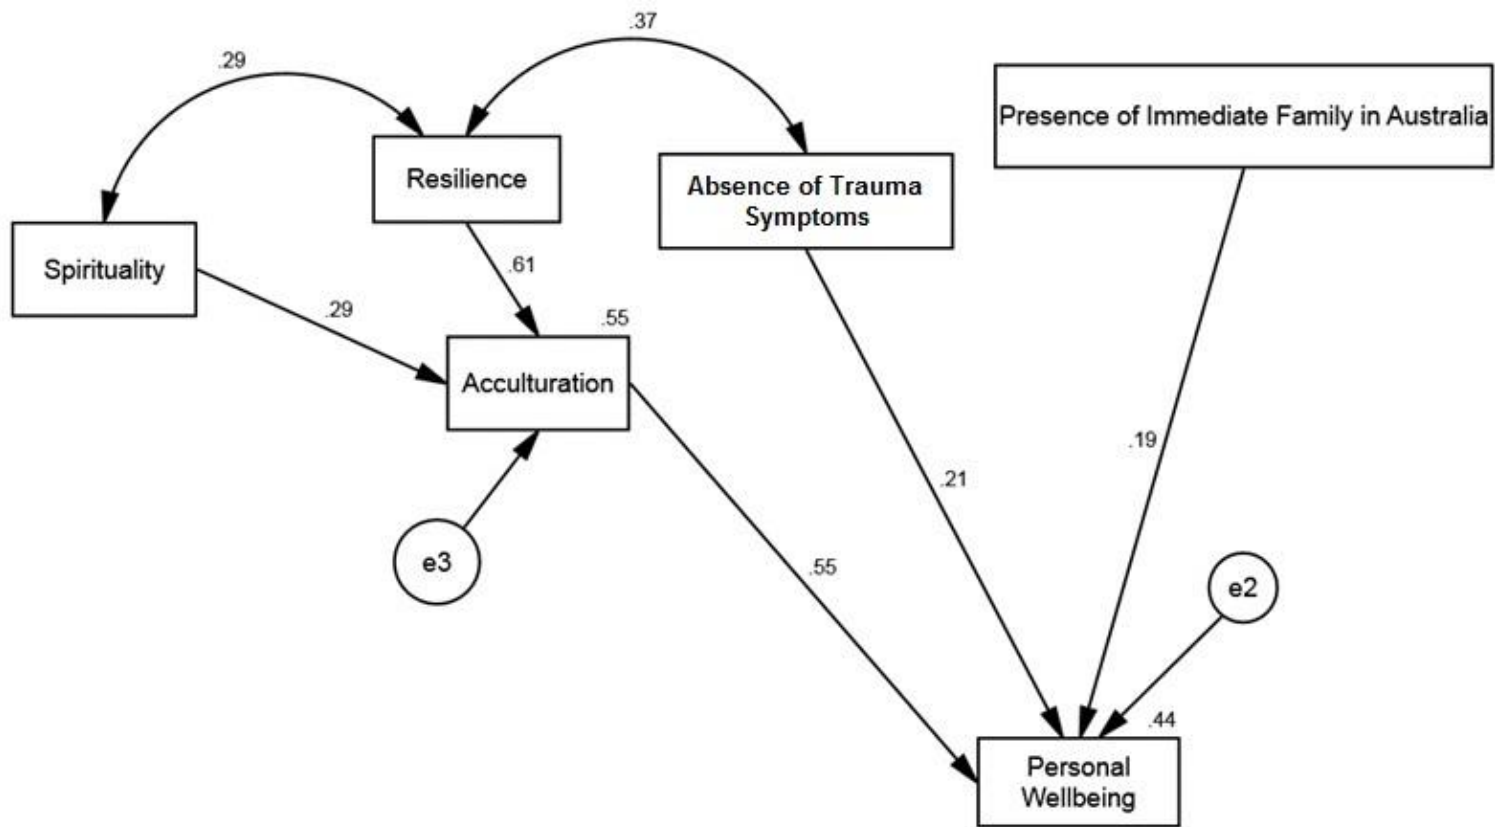 .37
.29
Presence of Immediate Family in Australia
Resilience
Absence of Trauma
Symptoms
Spirituality
.61
.29
.55
Acculturation
.19
.21
e3
.55
e2
.44
Personal
Wellbeing